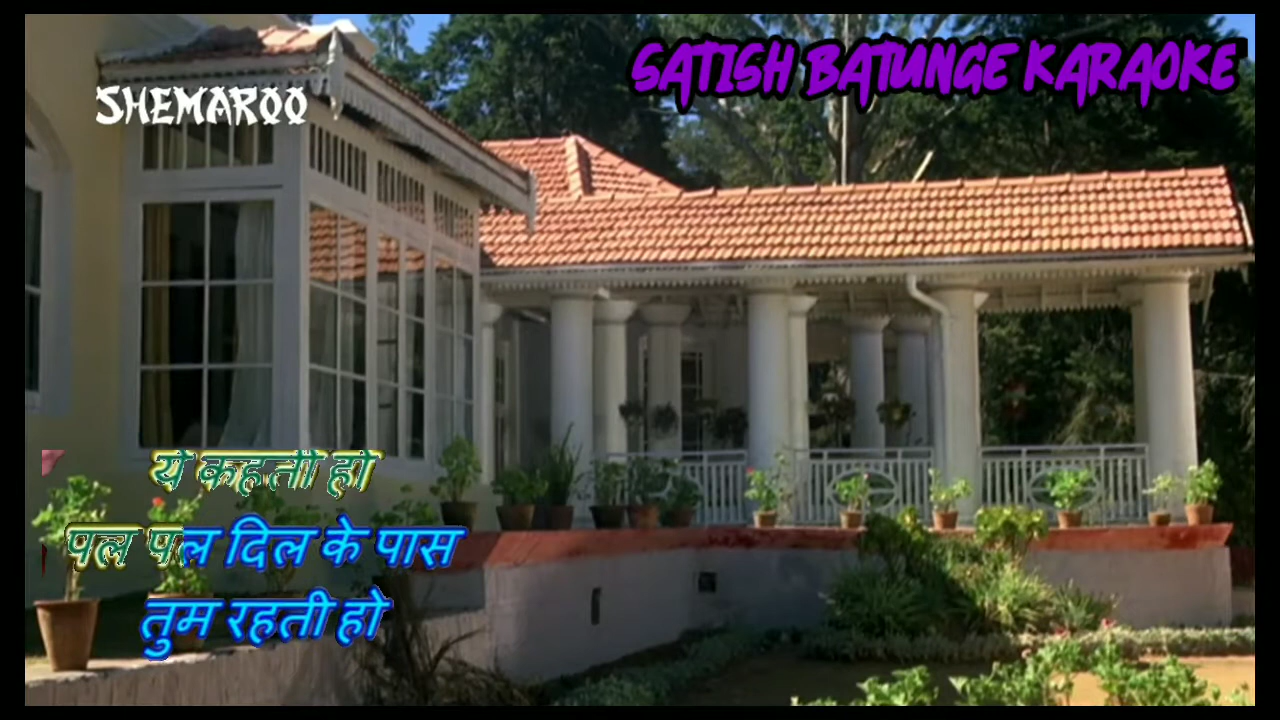 SATISH BATUNGE KARAOKE
SHEMAROO
ये कहती हो
पल पल दिल के पास
तुम रहती हो